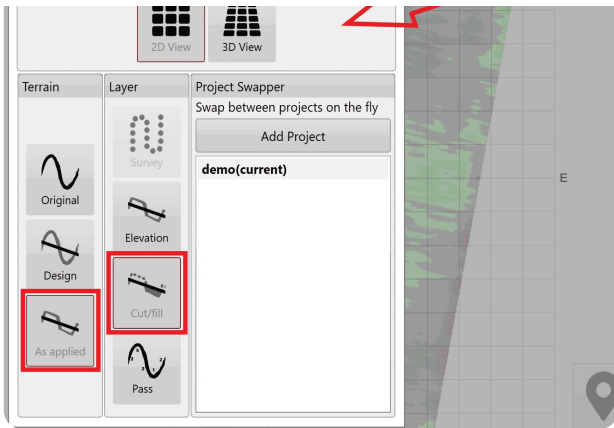 2D View
3D View
Terrain
Layer
Project Swapper
Swap between projects on the fly
Add Project
demo(current)
Survey
Original
Elevation
Design
Cut/fill
As applied
Pass
E